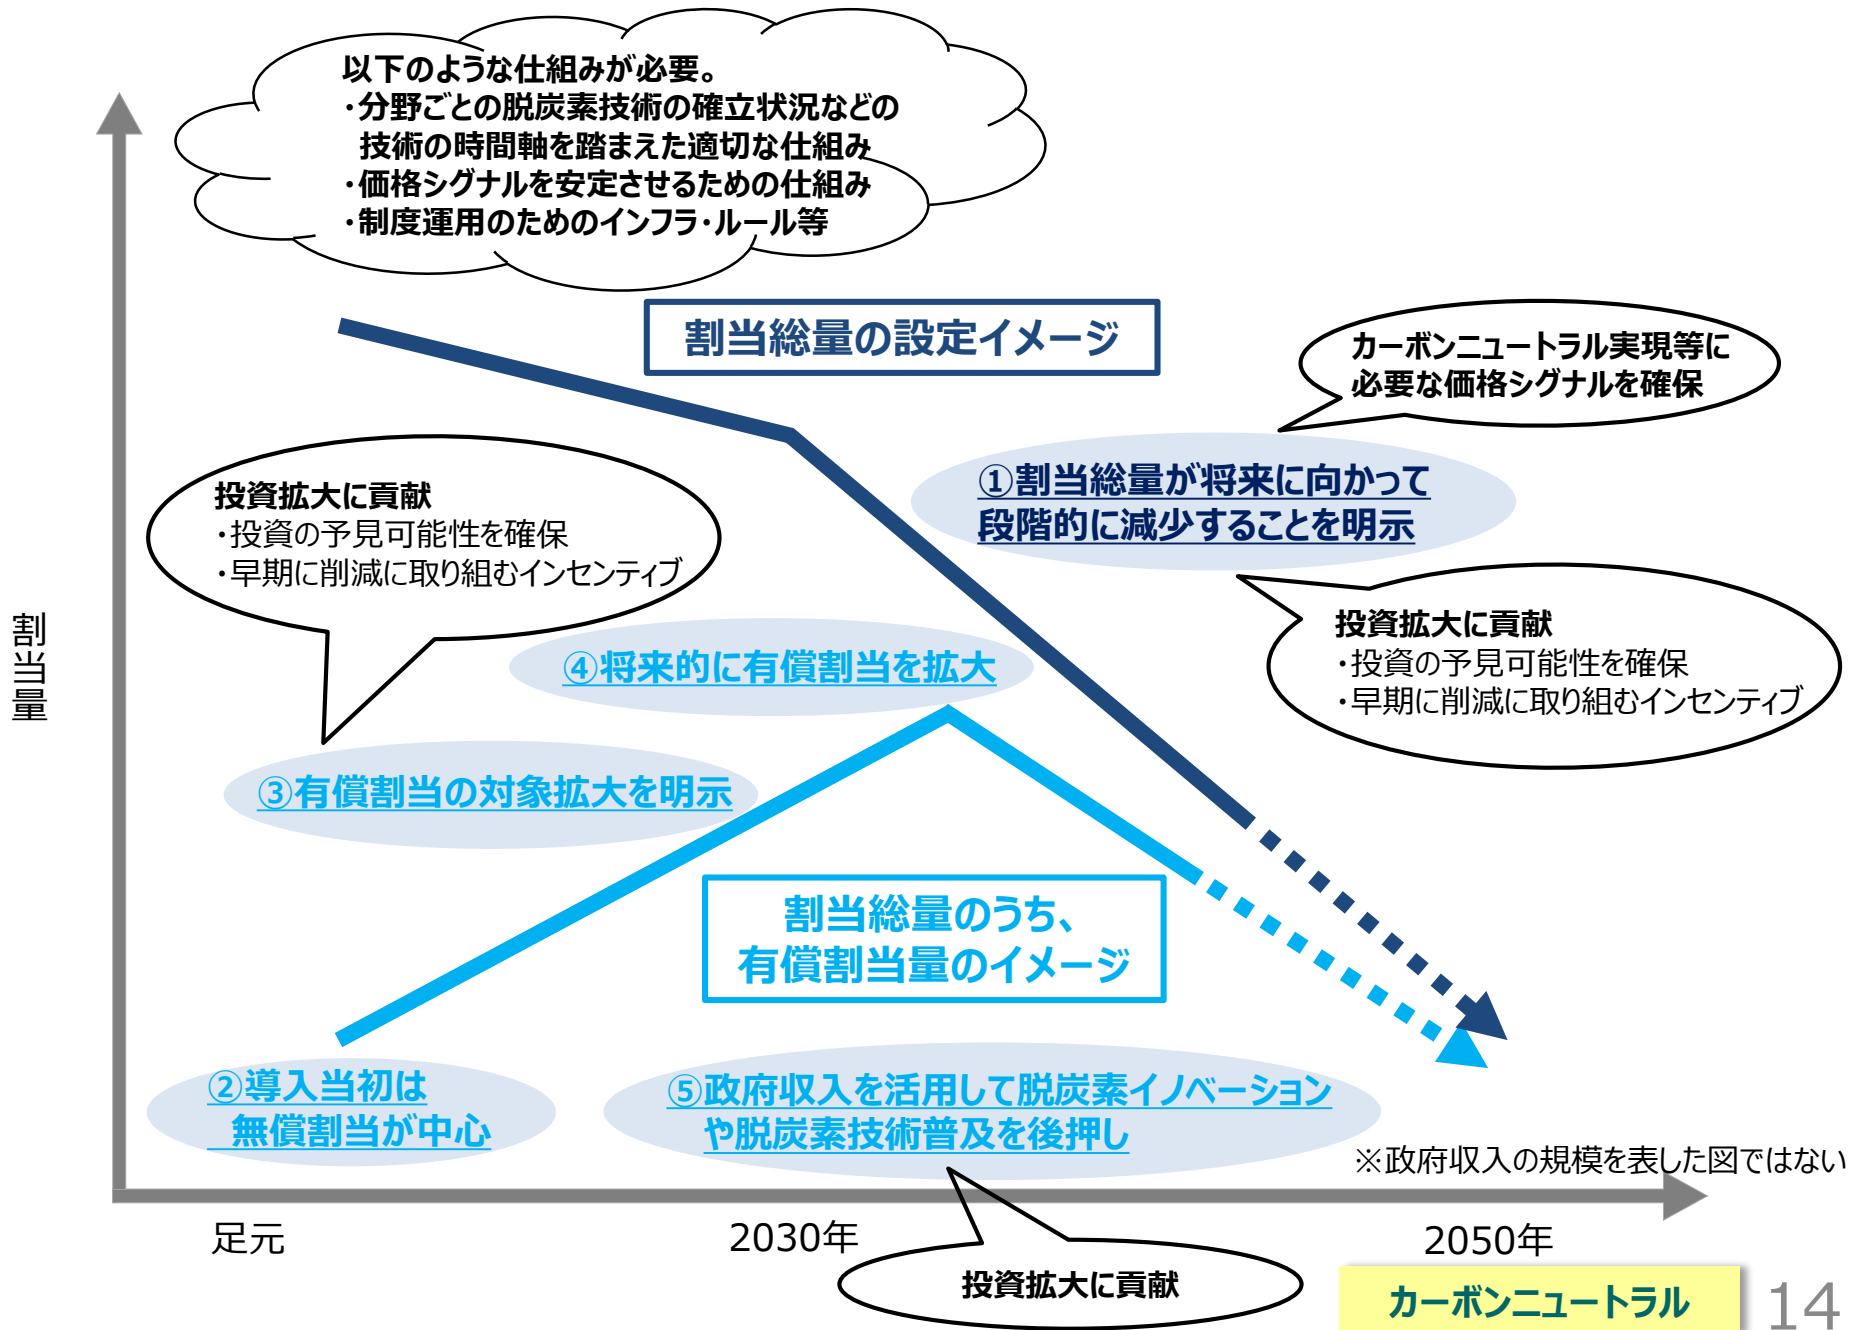 以下のような仕組みが必要。
・分野ごとの脱炭素技術の確立状況などの
技術の時間軸を踏まえた適切な仕組み
・価格シグナルを安定させるための仕組み
・制度運用のためのインフラ・ルール等
割当総量の設定イメージ
カーボンニュートラル実現等に
必要な価格シグナルを確保
①割当総量が将来に向かって
段階的に減少することを明示
投資拡大に貢献
・投資の予見可能性を確保
・早期に削減に取り組むインセンティブ
投資拡大に貢献
・投資の予見可能性を確保
・早期に削減に取り組むインセンティブ
割当量
④将来的に有償割当を拡大
③有償割当の対象拡大を明示
割当総量のうち、
有償割当量のイメージ
②導入当初は
無償割当が中心
⑤政府収入を活用して脱炭素イノベーション
や脱炭素技術普及を後押し
※政府収入の規模を表した図ではない
足元
2030年
2050年
投資拡大に貢献
カーボンニュートラル
14